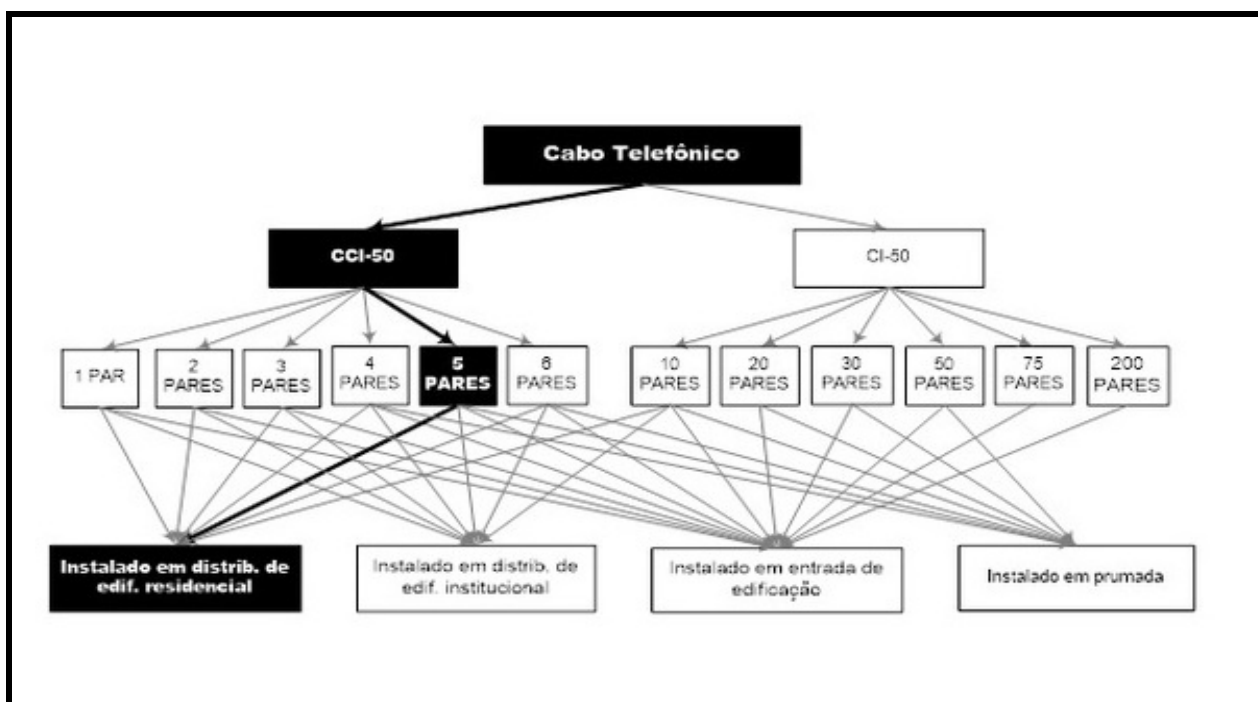 Cabo Telefônico
CCI-50
CI-50
1 PAR
2
PARES
3
PARES
4
PARES
5
PARES
6
PARES
10
PARES
20
PARES
30
PARES
50
PARES
75
PARES
200
PARES
Instalado em distrib. de
edif. residencial
Instalado em distrib. de
edif. institucional
Instalado em entrada de
edificação
Instalado em prumada